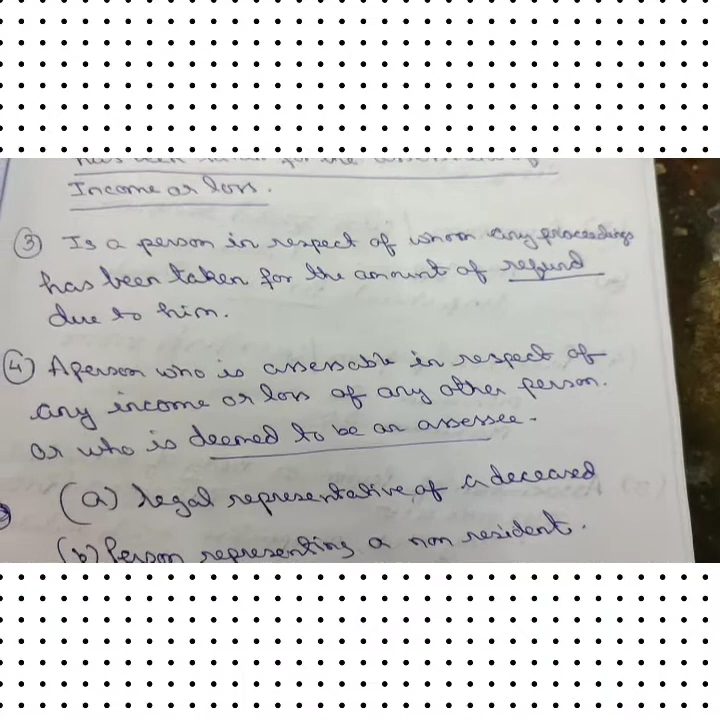 Income or loss.
③ Is a person in respect of whom any proceedings
has been taken for the amount of refund
due to him.
④ A person who is assessable in respect of
any income or loss of any other person.
or who is deemed to be an assessee.
(a) legal representative of a deceased
(b) Person representing a non resident.